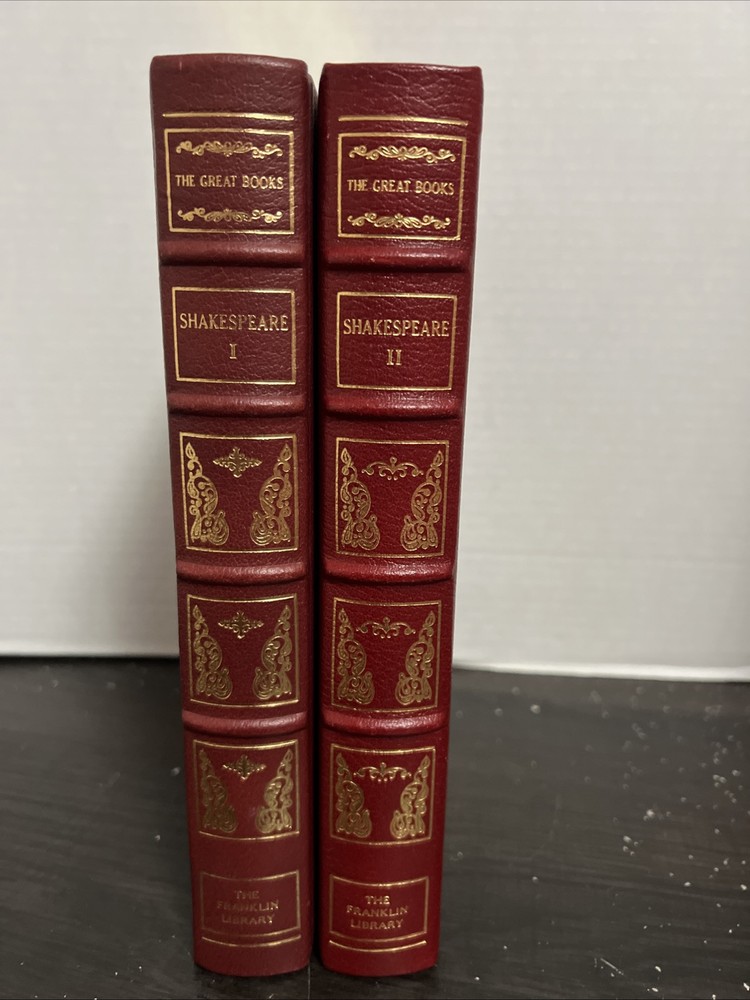 THE GREAT BOOKS
SHAKESPEARE
I
THE
FRANKLIN
LIBRARY
THE GREAT BOOKS
SHAKESPEARE
II
THE
FRANKLIN
LIBRARY